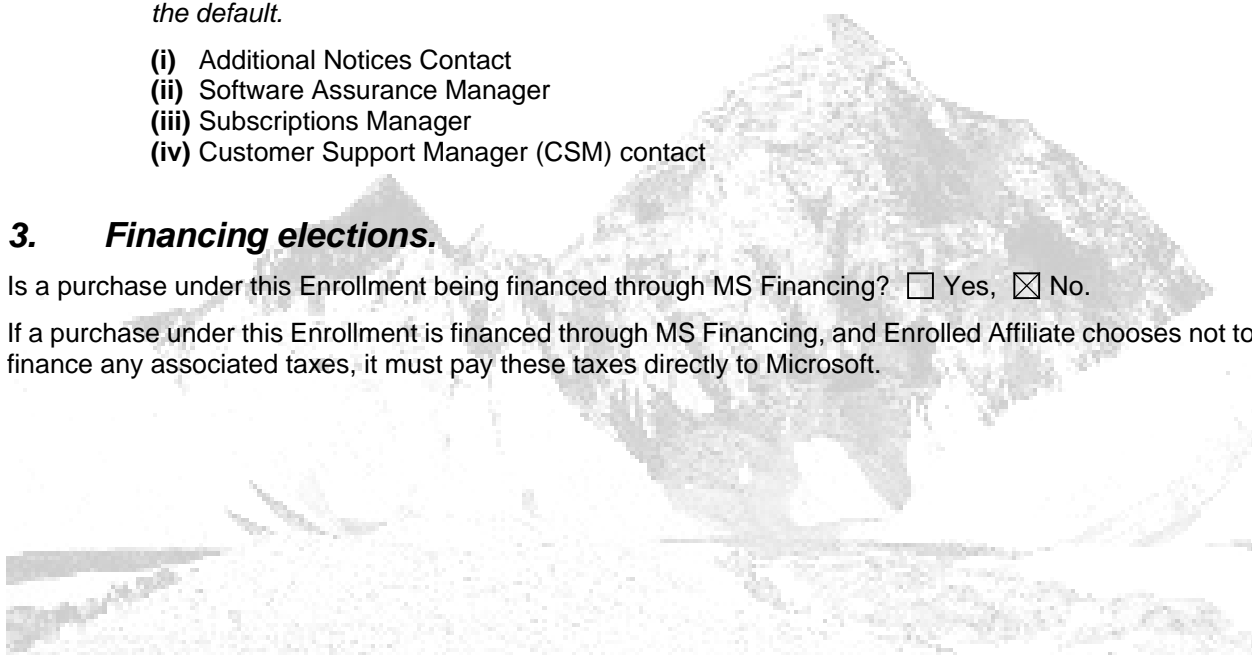 the default.
(i) Additional Notices Contact
(ii) Software Assurance Manager
(iii) Subscriptions Manager
(iv) Customer Support Manager (CSM) contact
3. Financing elections.
Is a purchase under this Enrollment being financed through MS Financing? ☐ Yes, ☒ No.
If a purchase under this Enrollment is financed through MS Financing, and Enrolled Affiliate chooses not to
finance any associated taxes, it must pay these taxes directly to Microsoft.